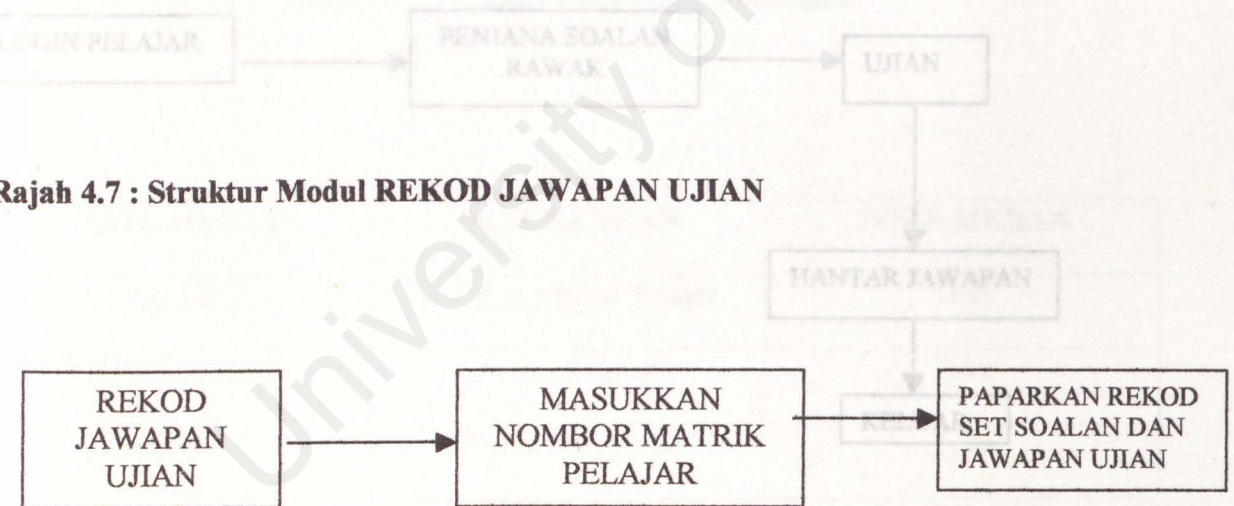 LOGIN PELAJAR
PENJANA SOALAN
RAWAK
UJIAN
Rajah 4.7 : Struktur Modul REKOD JAWAPAN UJIAN
HANTAR JAWAPAN
KELUAR
REKOD
JAWAPAN
UJIAN
MASUKKAN
NOMBOR MATRIK
PELAJAR
PAPARKAN REKOD
SET SOALAN DAN
JAWAPAN UJIAN
University of